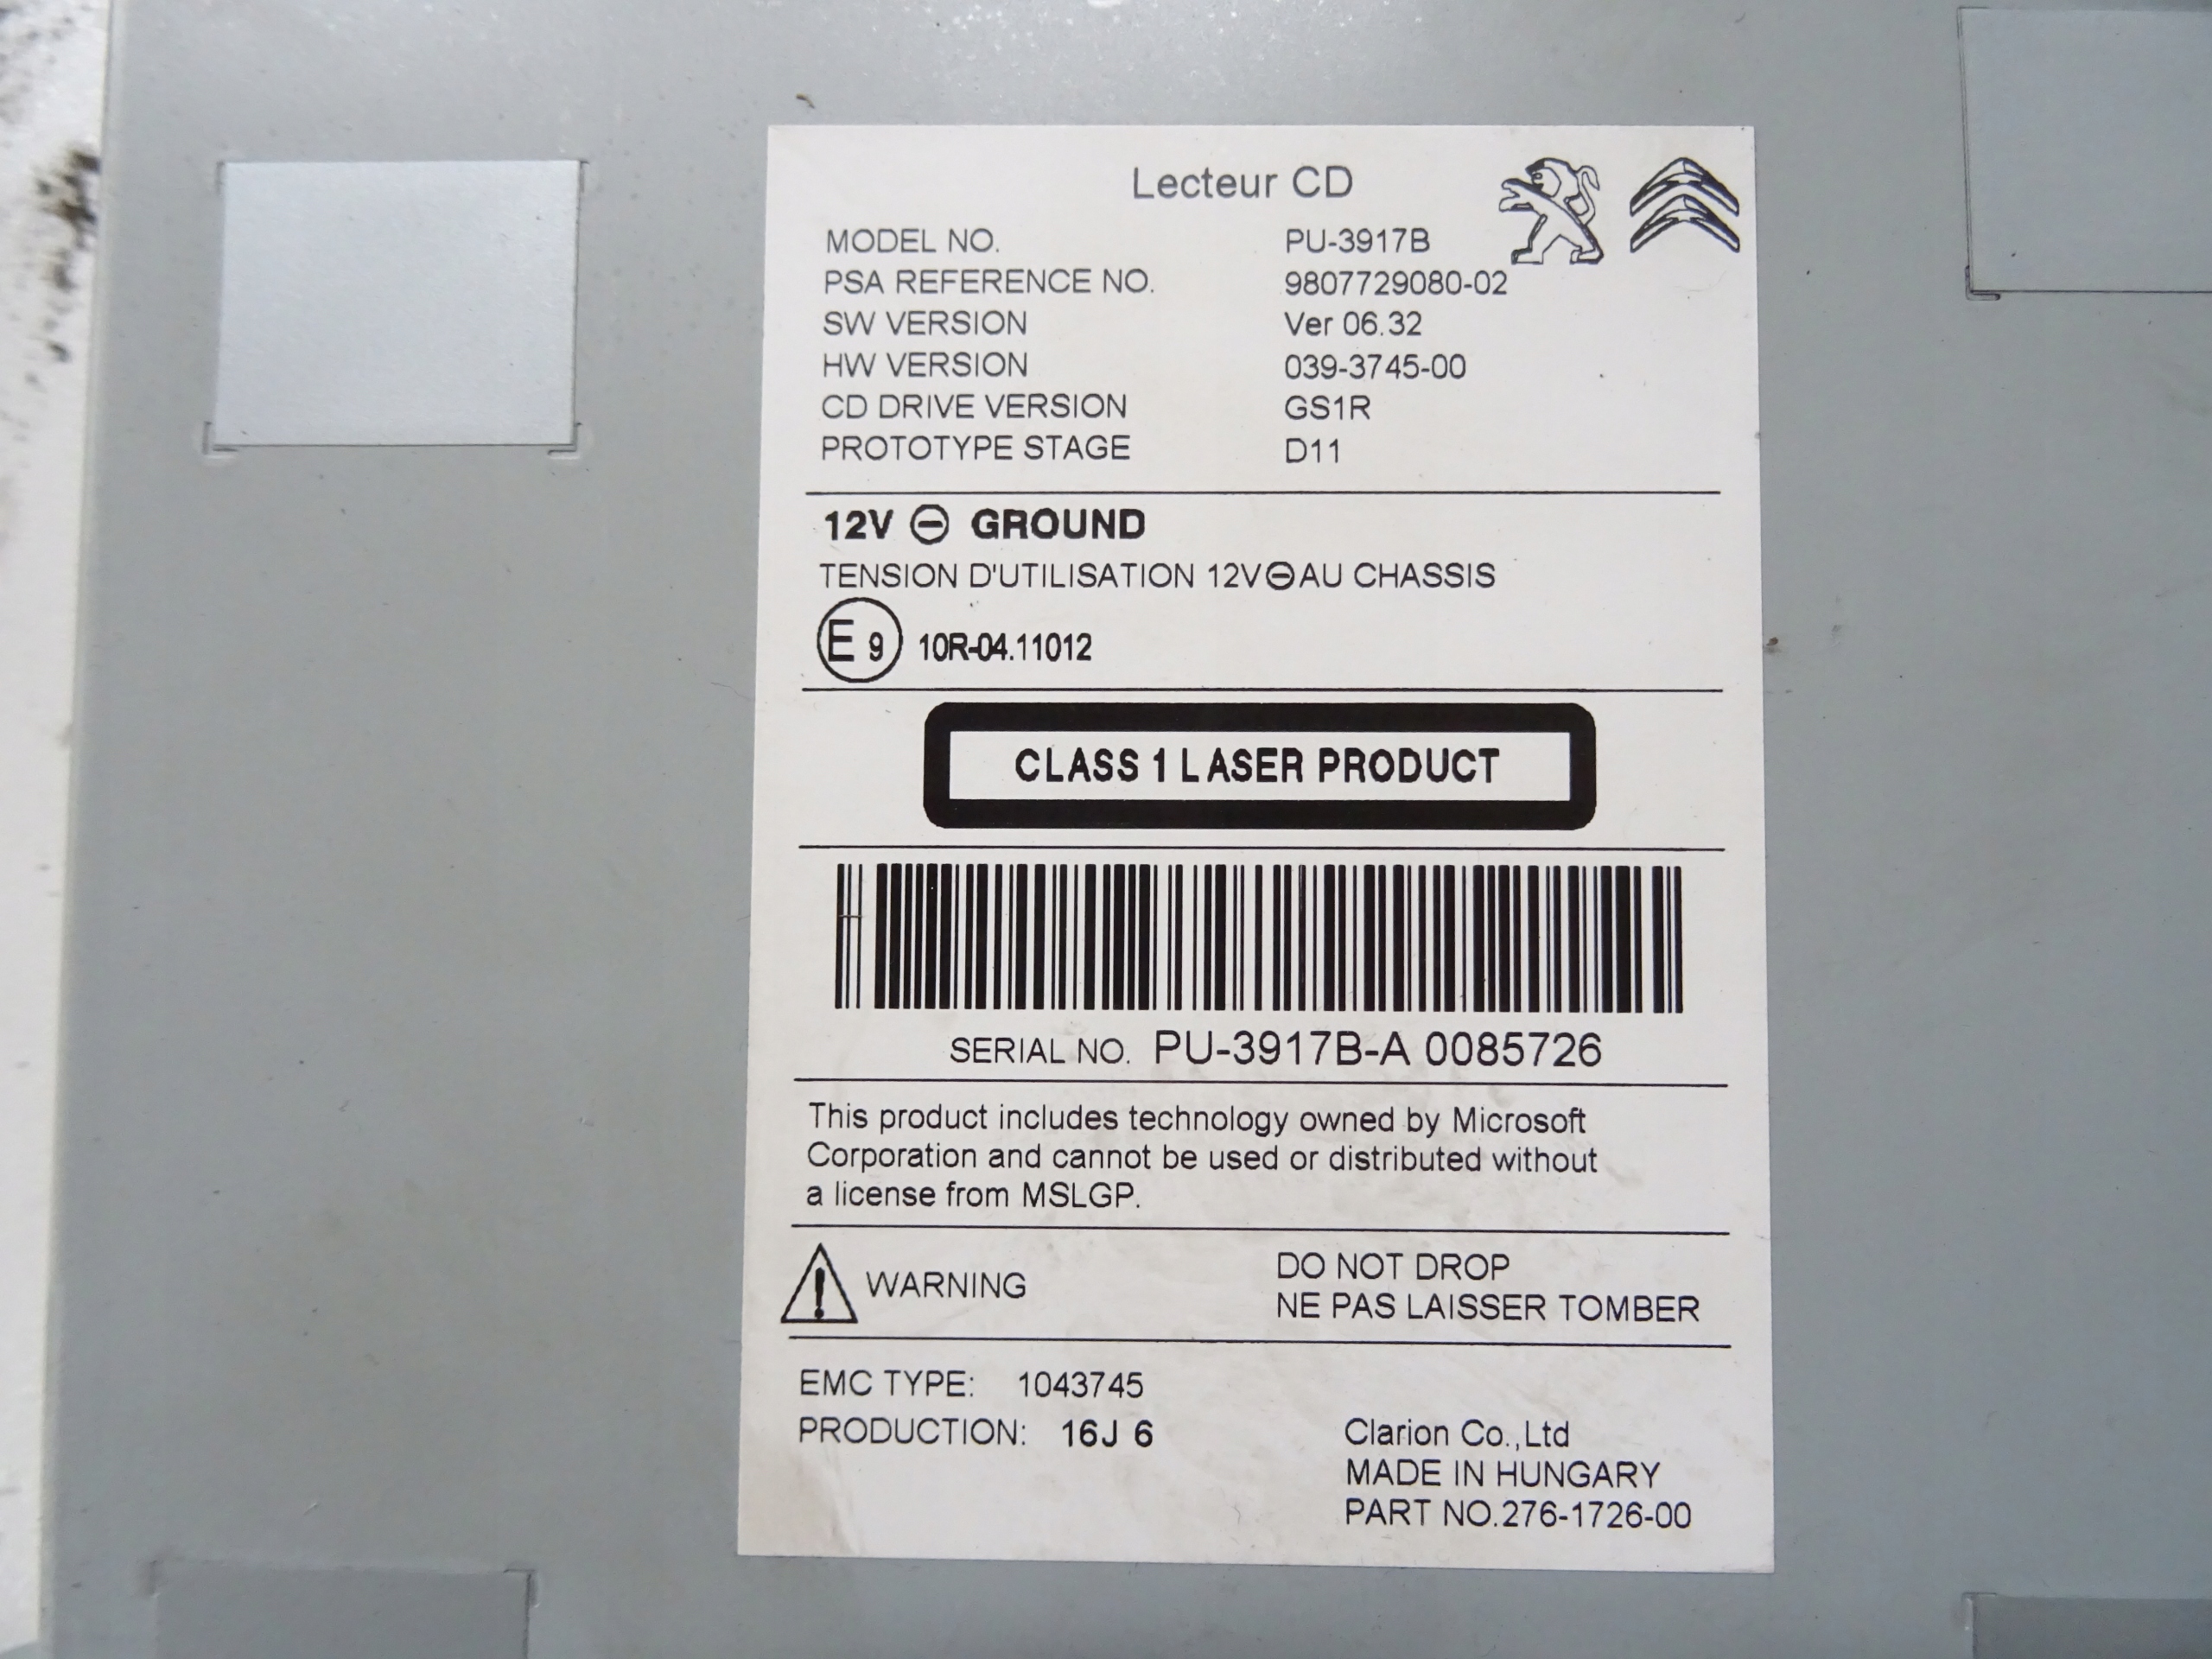 Lecteur CD
MODEL NO. PU-3917B
PSA REFERENCE NO. 9807729080-02
SW VERSION Ver 06.32
HW VERSION 039-3745-00
CD DRIVE VERSION GS1R
PROTOTYPE STAGE D11
12V ⊖ GROUND
TENSION D'UTILISATION 12V⊖AU CHASSIS
E 9 10R-04.11012
CLASS 1 LASER PRODUCT
SERIAL NO. PU-3917B-A 0085726
This product includes technology owned by Microsoft
Corporation and cannot be used or distributed without
a license from MSLGP.
WARNING DO NOT DROP
NE PAS LAISSER TOMBER
EMC TYPE: 1043745
PRODUCTION: 16J 6 Clarion Co.,Ltd
MADE IN HUNGARY
PART NO.276-1726-00